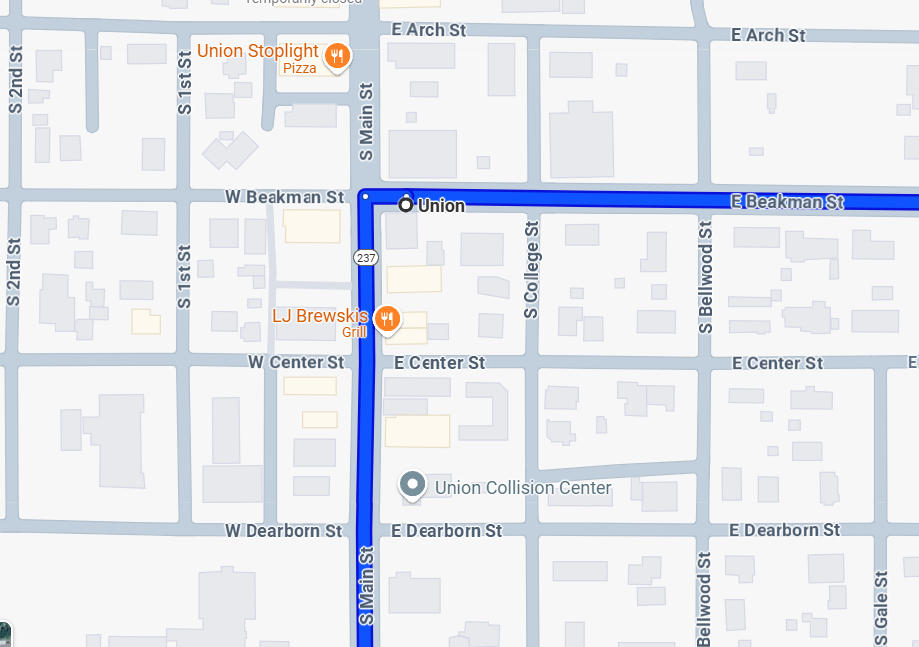 Temporarily closed
E Arch St
E Arch St
Union Stoplight
Pizza
S 2nd St
S 1st St
S Main St
W Beakman St
Union
E Beakman St
237
S 2nd St
S 1st St
S College St
S Bellwood St
LJ Brewskis
Grill
W Center St
E Center St
E Center St
E
Union Collision Center
W Dearborn St
E Dearborn St
E Dearborn St
S Main St
Bellwood St
S Gale St